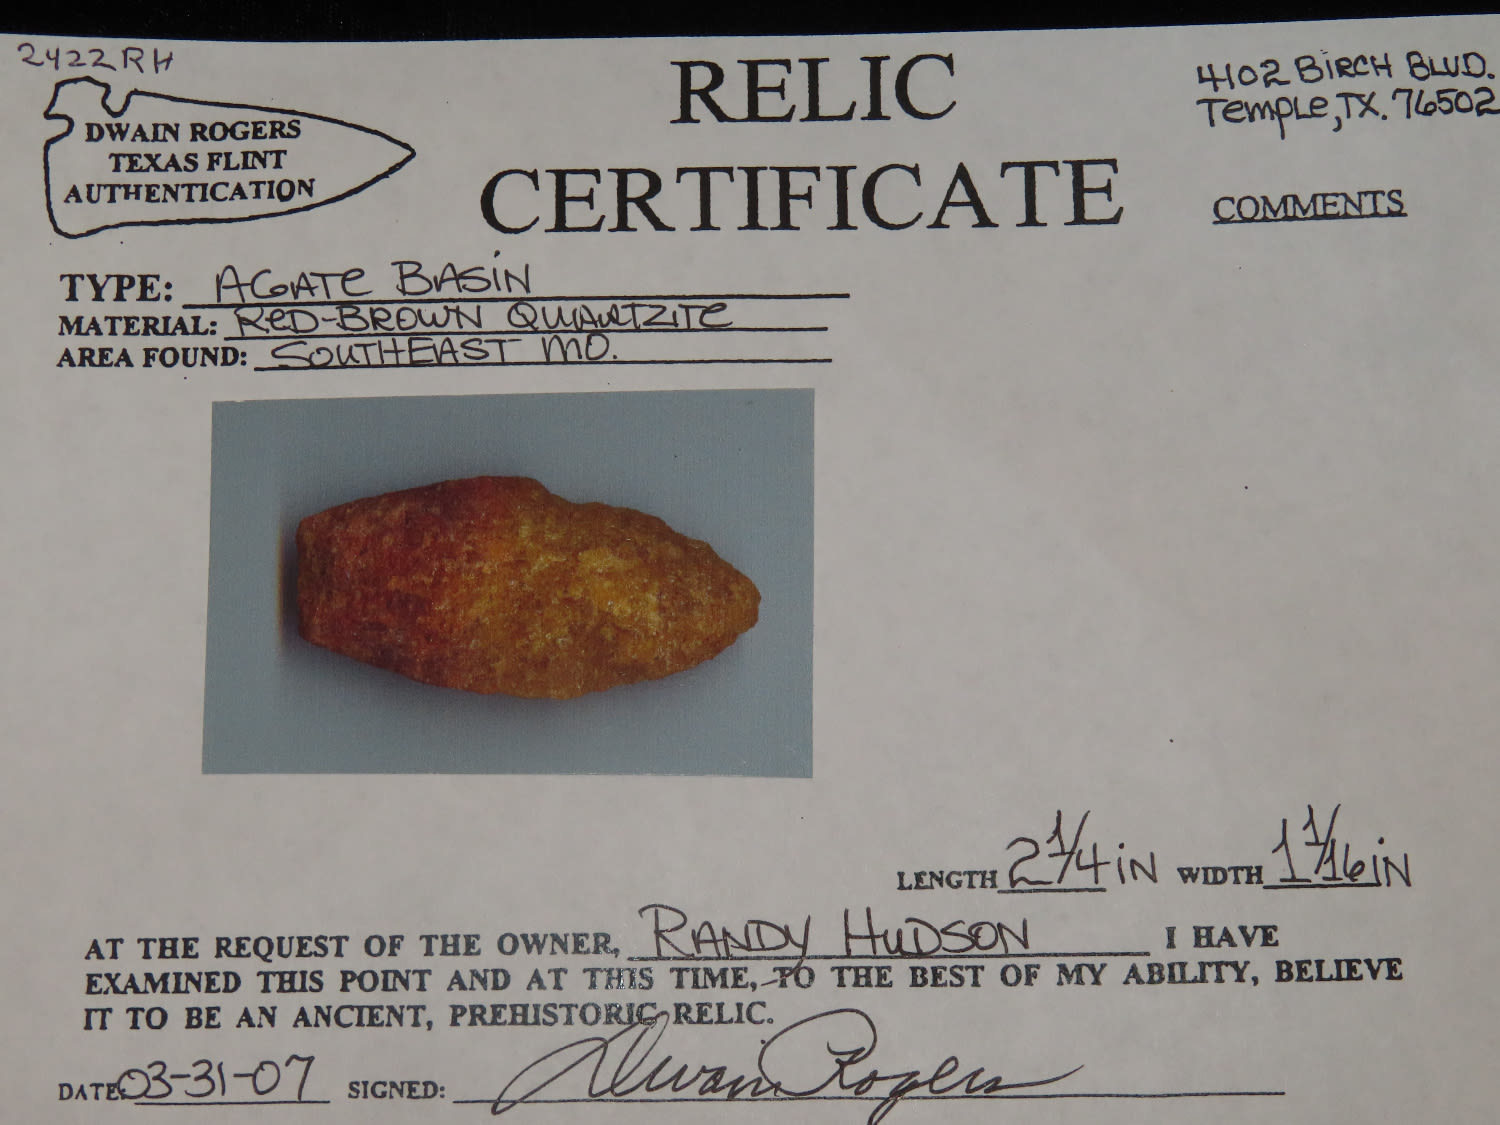 2422RH
DWAIN ROGERS
TEXAS FLINT
AUTHENTICATION
RELIC
CERTIFICATE
4102 BIRCH BLVD.
Temple, TX. 76502
COMMENTS
TYPE: AGATE BASIN
MATERIAL: RED-BROWN QUARTZITE
AREA FOUND: SOUTHEAST MO.
LENGTH 2 1/4 IN WIDTH 1 1/16 IN
AT THE REQUEST OF THE OWNER, RANDY HUDSON I HAVE
EXAMINED THIS POINT AND AT THIS TIME, TO THE BEST OF MY ABILITY, BELIEVE
IT TO BE AN ANCIENT, PREHISTORIC RELIC.
DATE: 03-31-07 SIGNED: Dwain Rogers